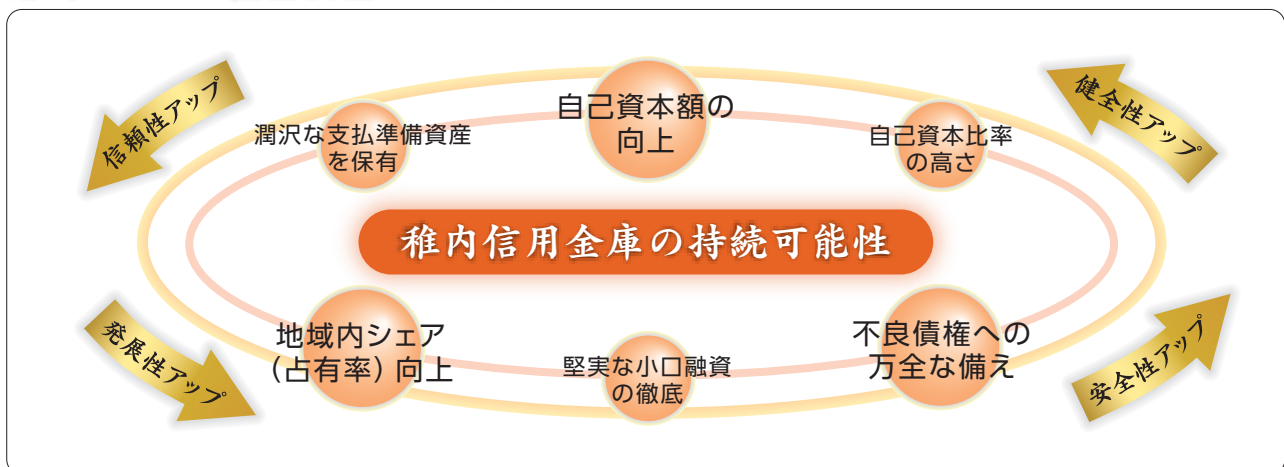 信頼性アップ
潤沢な支払準備資産
を保有
自己資本額の
向上
自己資本比率
の高さ
健全性アップ
稚内信用金庫の持続可能性
発展性アップ
地域内シェア
(占有率) 向上
堅実な小口融資
の徹底
不良債権への
万全な備え
安全性アップ